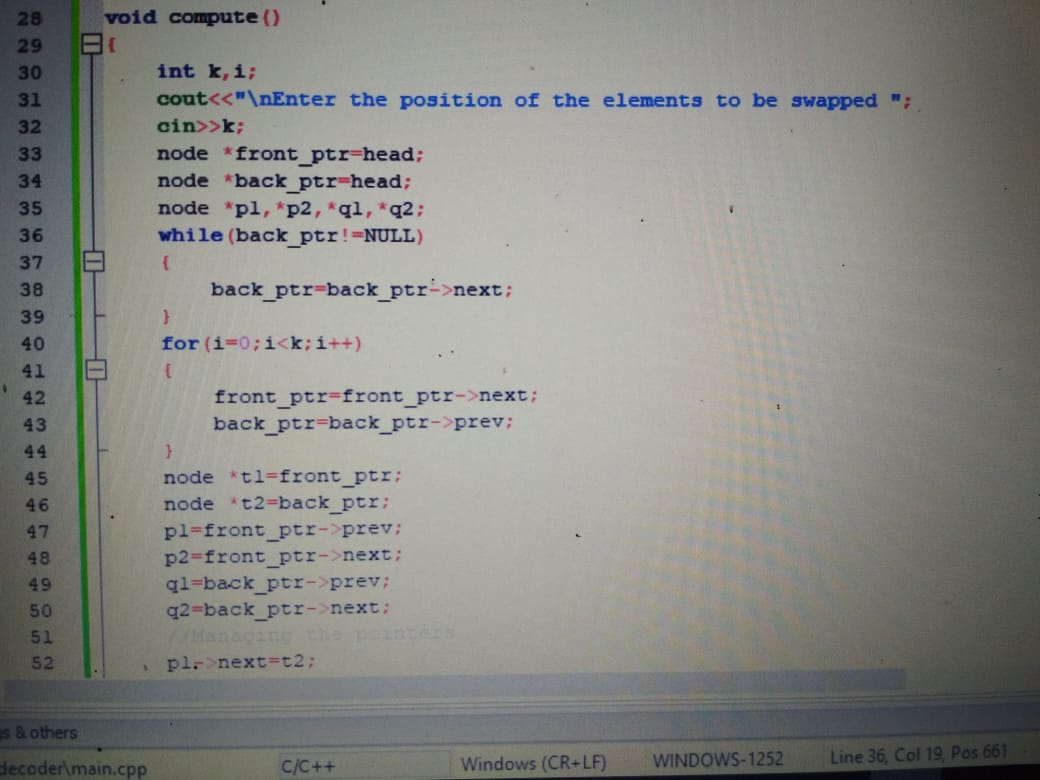 28 void compute()
29 {
30 int k,i;
31 cout<<"\nEnter the position of the elements to be swapped ";
32 cin>>k;
33 node *front_ptr=head;
34 node *back_ptr=head;
35 node *p1,*p2,*q1,*q2;
36 while(back_ptr!=NULL)
37 {
38 back_ptr=back_ptr->next;
39 }
40 for(i=0;i<k;i++)
41 {
42 front_ptr=front_ptr->next;
43 back_ptr=back_ptr->prev;
44 }
45 node *t1=front_ptr;
46 node *t2=back_ptr;
47 p1=front_ptr->prev;
48 p2=front_ptr->next;
49 q1=back_ptr->prev;
50 q2=back_ptr->next;
51 //Managing the pointers
52 p1->next=t2;
s & others
decoder\main.cpp C/C++ Windows (CR+LF) WINDOWS-1252 Line 36, Col 19, Pos 661